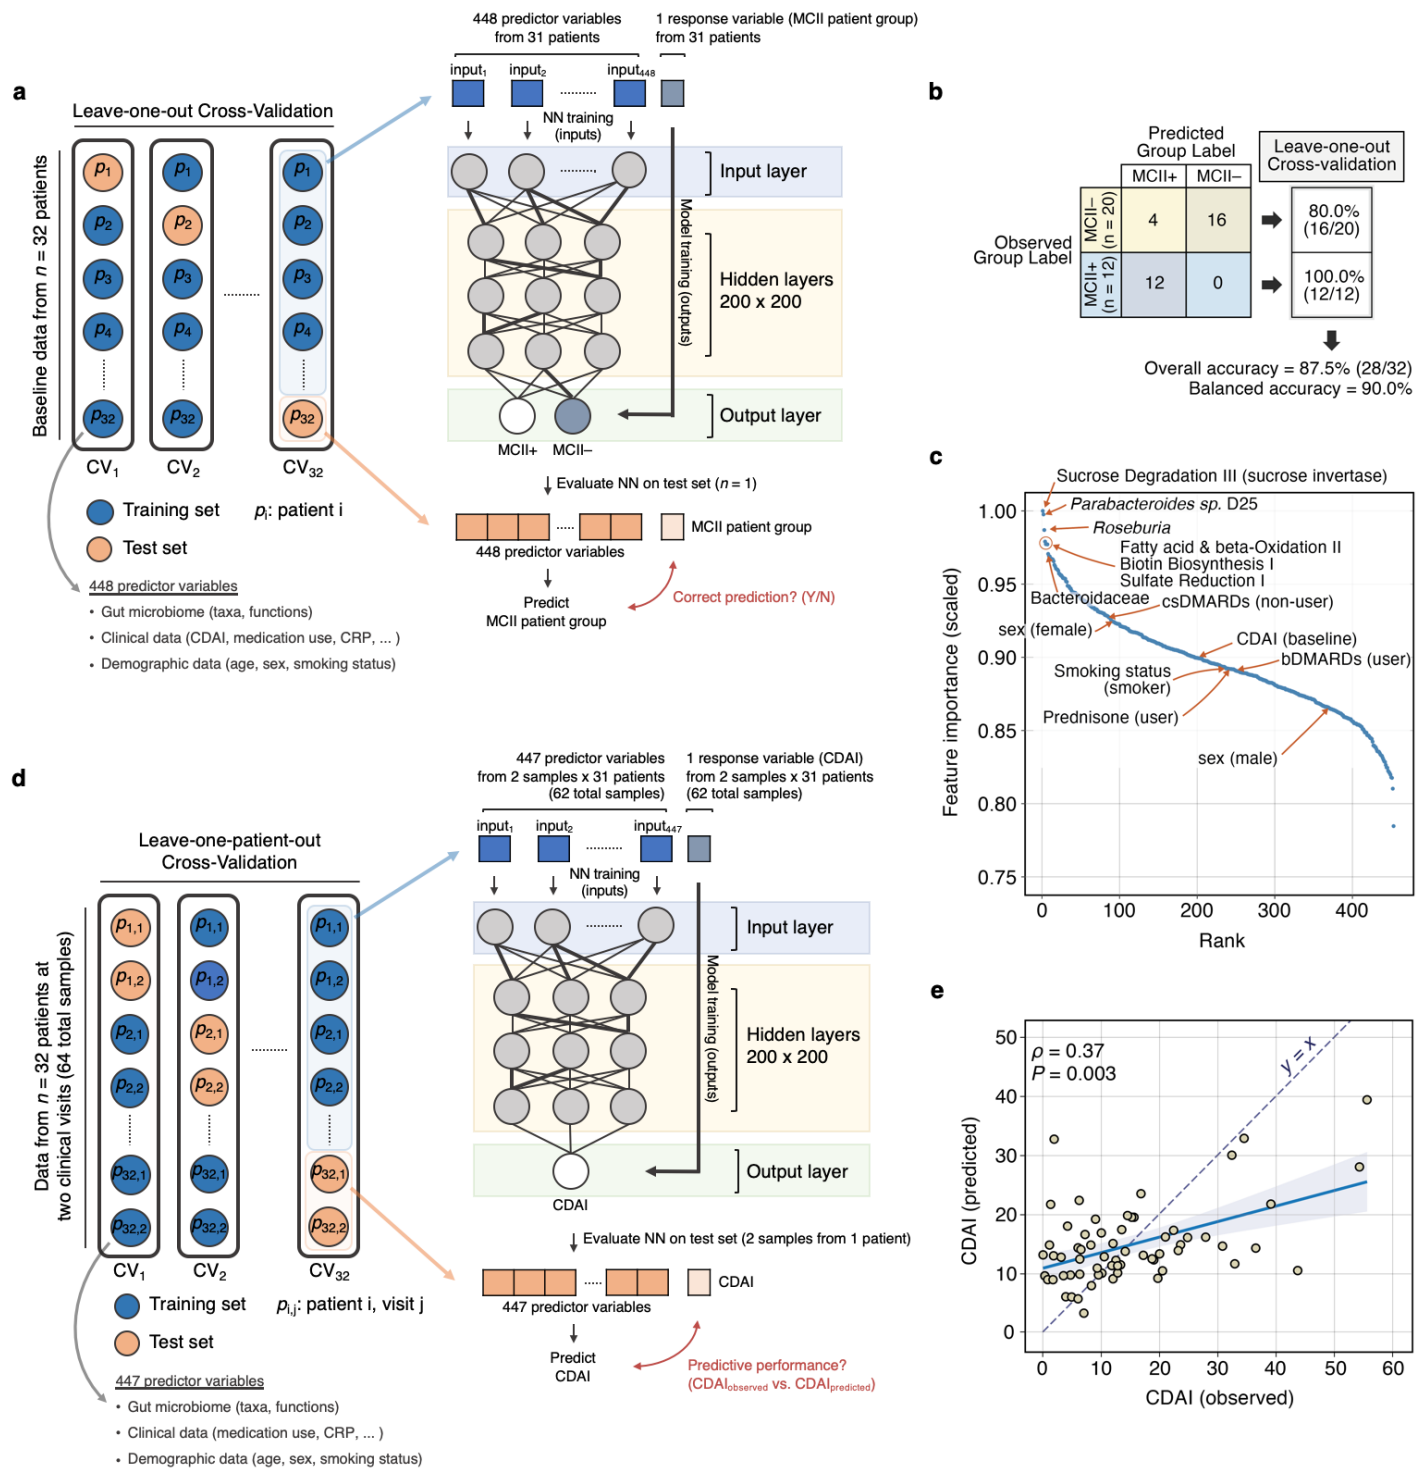 a
Leave-one-out Cross-Validation
Baseline data from n = 32 patients
p1
p2
p3
p4
p32
p1
p2
p3
p4
p32
p1
p2
p3
p4
p32
CV1
CV2
CV32
Training set
pi: patient i
Test set
448 predictor variables
• Gut microbiome (taxa, functions)
• Clinical data (CDAI, medication use, CRP, ... )
• Demographic data (age, sex, smoking status)
448 predictor variables
from 31 patients
1 response variable (MCII patient group)
from 31 patients
input1
input2
input448
NN training
(inputs)
Input layer
Model training (outputs)
Hidden layers
200 x 200
Output layer
MCII+
MCII–
Evaluate NN on test set (n = 1)
MCII patient group
448 predictor variables
Predict
MCII patient group
Correct prediction? (Y/N)
b
Predicted
Group Label
Leave-one-out
Cross-validation
MCII+
MCII–
Observed
Group Label
MCII–
(n = 20)
4
16
80.0%
(16/20)
MCII+
(n = 12)
12
0
100.0%
(12/12)
Overall accuracy = 87.5% (28/32)
Balanced accuracy = 90.0%
c
Sucrose Degradation III (sucrose invertase)
Parabacteroides sp. D25
Roseburia
Fatty acid & beta-Oxidation II
Biotin Biosynthesis I
Sulfate Reduction I
Bacteroidaceae
csDMARDs (non-user)
sex (female)
CDAI (baseline)
bDMARDs (user)
Smoking status
(smoker)
Prednisone (user)
sex (male)
Feature importance (scaled)
1.00
0.95
0.90
0.85
0.80
0.75
0
100
200
300
400
Rank
d
Leave-one-patient-out
Cross-Validation
Data from n = 32 patients at
two clinical visits (64 total samples)
p1,1
p1,2
p2,1
p2,2
p32,1
p32,2
p1,1
p1,2
p2,1
p2,2
p32,1
p32,2
p1,1
p1,2
p2,1
p2,2
p32,1
p32,2
CV1
CV2
CV32
Training set
pi,j: patient i, visit j
Test set
447 predictor variables
• Gut microbiome (taxa, functions)
• Clinical data (medication use, CRP, ... )
• Demographic data (age, sex, smoking status)
447 predictor variables
from 2 samples x 31 patients
(62 total samples)
1 response variable (CDAI)
from 2 samples x 31 patients
(62 total samples)
input1
input2
input447
NN training
(inputs)
Input layer
Model training (outputs)
Hidden layers
200 x 200
Output layer
CDAI
Evaluate NN on test set (2 samples from 1 patient)
CDAI
447 predictor variables
Predict
CDAI
Predictive performance?
(CDAIobserved vs. CDAIpredicted)
e
ρ = 0.37
P = 0.003
y = x
CDAI (predicted)
50
40
30
20
10
0
0
10
20
30
40
50
60
CDAI (observed)